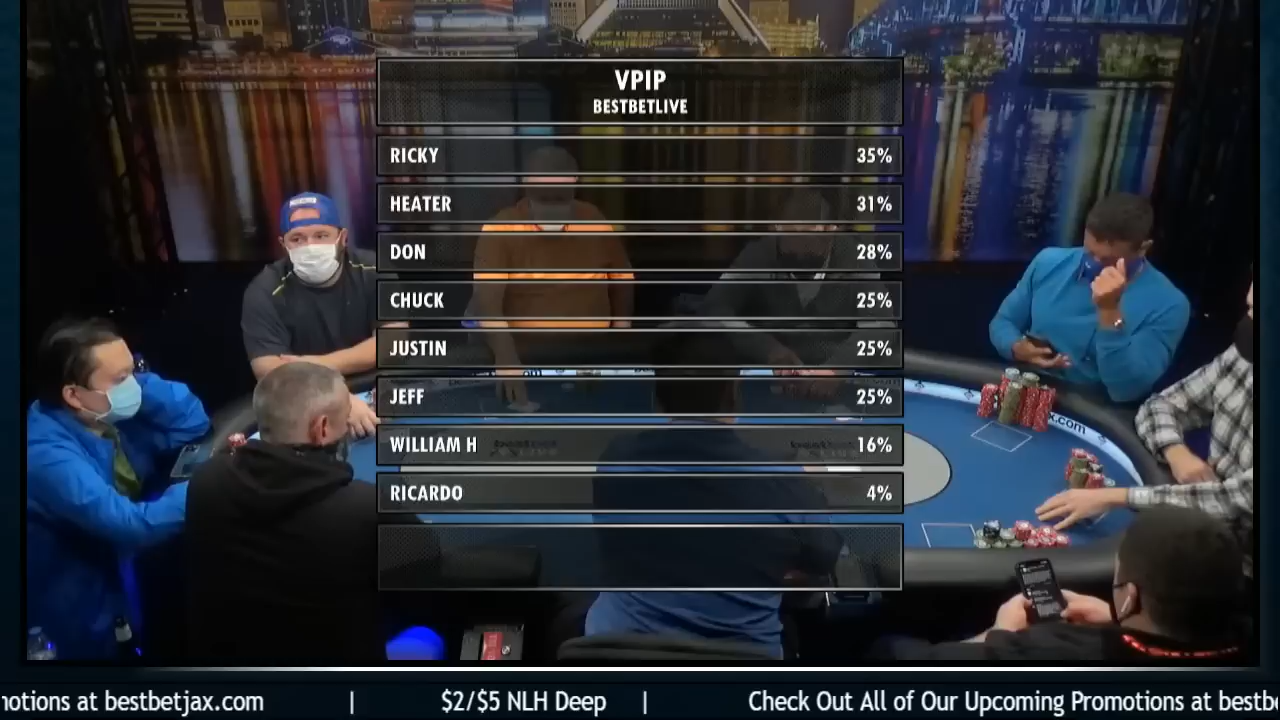 VPIP
BESTBETLIVE
RICKY 35%
HEATER 31%
DON 28%
CHUCK 25%
JUSTIN 25%
JEFF 25%
WILLIAM H 16%
RICARDO 4%
x.com
notions at bestbetjax.com | $2/$5 NLH Deep | Check Out All of Our Upcoming Promotions at bestb